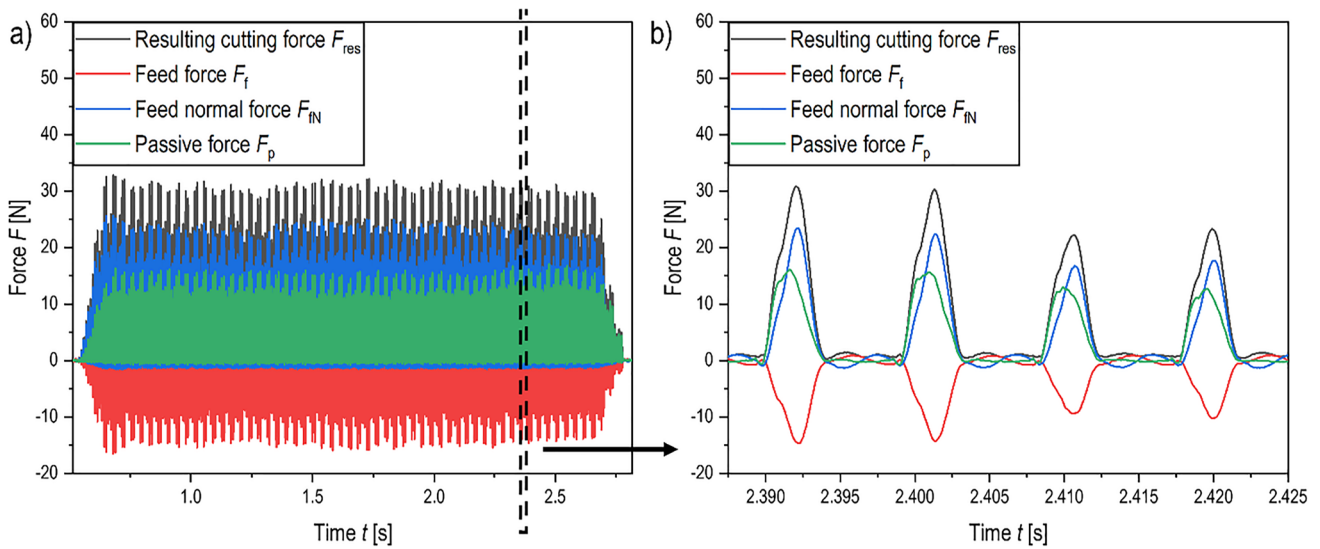 a)
60
50
40
30
20
10
0
-10
-20
Force F [N]
Resulting cutting force Fres
Feed force Ff
Feed normal force FfN
Passive force Fp
1.0 1.5 2.0 2.5
Time t [s]
b)
60
50
40
30
20
10
0
-10
-20
Force F [N]
Resulting cutting force Fres
Feed force Ff
Feed normal force FfN
Passive force Fp
2.390 2.395 2.400 2.405 2.410 2.415 2.420 2.425
Time t [s]